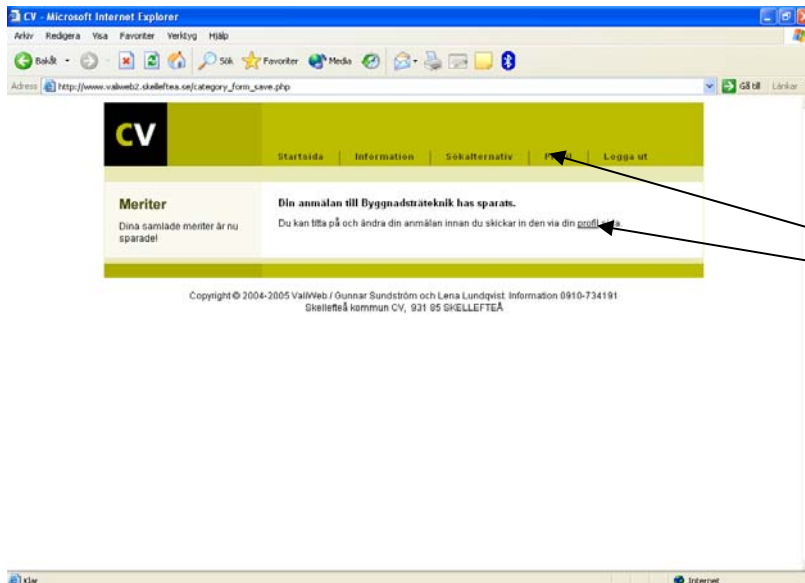 CV - Microsoft Internet Explorer
Arkiv Redigera Visa Favoriter Verktyg Hjälp
Bakåt Sök Favoriter Media
Adress http://www.vallweb2.skelleftea.se/category_form_save.php Gå till Länkar
CV
Startsida | Information | Sökalternativ | | Logga ut
Meriter
Dina samlade meriter är nu
sparade!
Din anmälan till Byggnadsträteknik has sparats.
Du kan titta på och ändra din anmälan innan du skickar in den via din profil sida.
Copyright © 2004-2005 VallWeb / Gunnar Sundström och Lena Lundqvist. Information 0910-734191
Skellefteå kommun CV, 931 85 SKELLEFTEÅ
Klar Internet